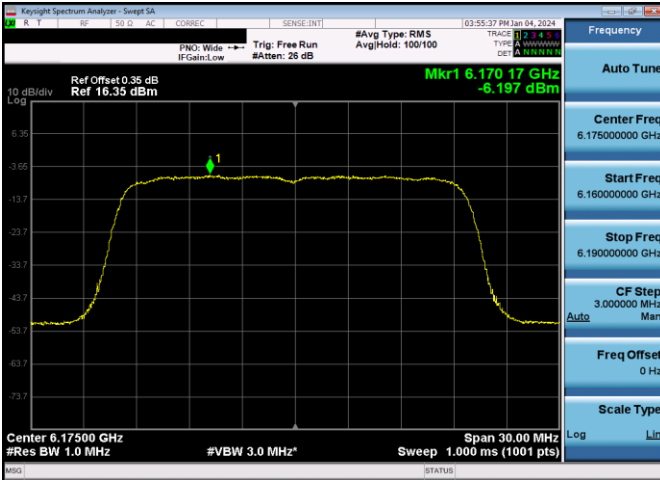 Keysight Spectrum Analyzer - Swept SA
R T RF 50 Ω AC CORREC SENSE:INT 03:55:37 PM Jan 04, 2024
PNO: Wide
IFGain:Low
Trig: Free Run
#Atten: 26 dB
#Avg Type: RMS
Avg|Hold: 100/100
TRACE 1 2 3 4 5 6
TYPE A W W W W W
DET A N N N N N
Ref Offset 0.35 dB
10 dB/div Ref 16.35 dBm
Log
Mkr1 6.170 17 GHz
-6.197 dBm
6.35
-3.65
-13.7
-23.7
-33.7
-43.7
-53.7
-63.7
-73.7
1
Center 6.17500 GHz
Span 30.00 MHz
#Res BW 1.0 MHz
#VBW 3.0 MHz*
Sweep 1.000 ms (1001 pts)
MSG
STATUS
Frequency
Auto Tune
Center Freq
6.175000000 GHz
Start Freq
6.160000000 GHz
Stop Freq
6.190000000 GHz
CF Step
3.000000 MHz
Auto Man
Freq Offset
0 Hz
Scale Type
Log Lin